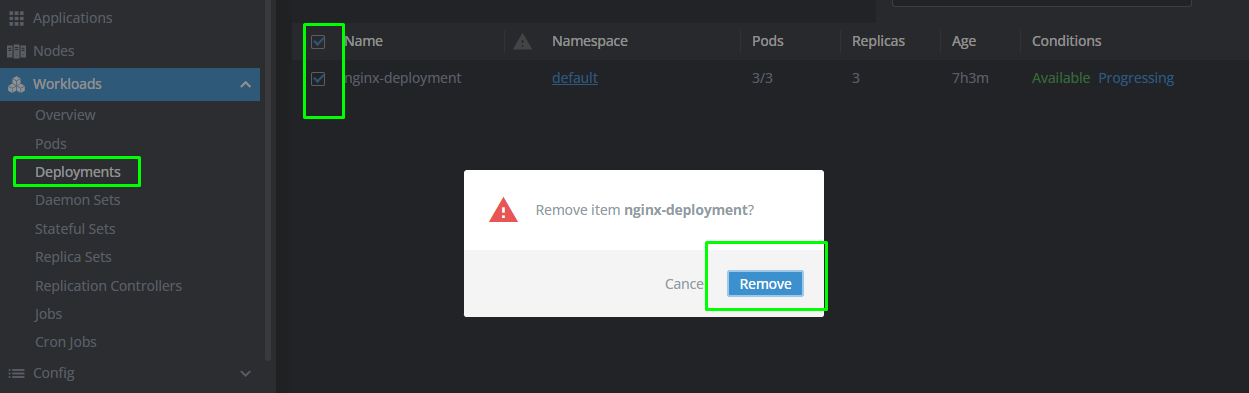 Applications
Nodes
Workloads
Overview
Pods
Deployments
Daemon Sets
Stateful Sets
Replica Sets
Replication Controllers
Jobs
Cron Jobs
Config
Name Namespace Pods Replicas Age Conditions
nginx-deployment default 3/3 3 7h3m Available Progressing
Remove item nginx-deployment?
Cance Remove